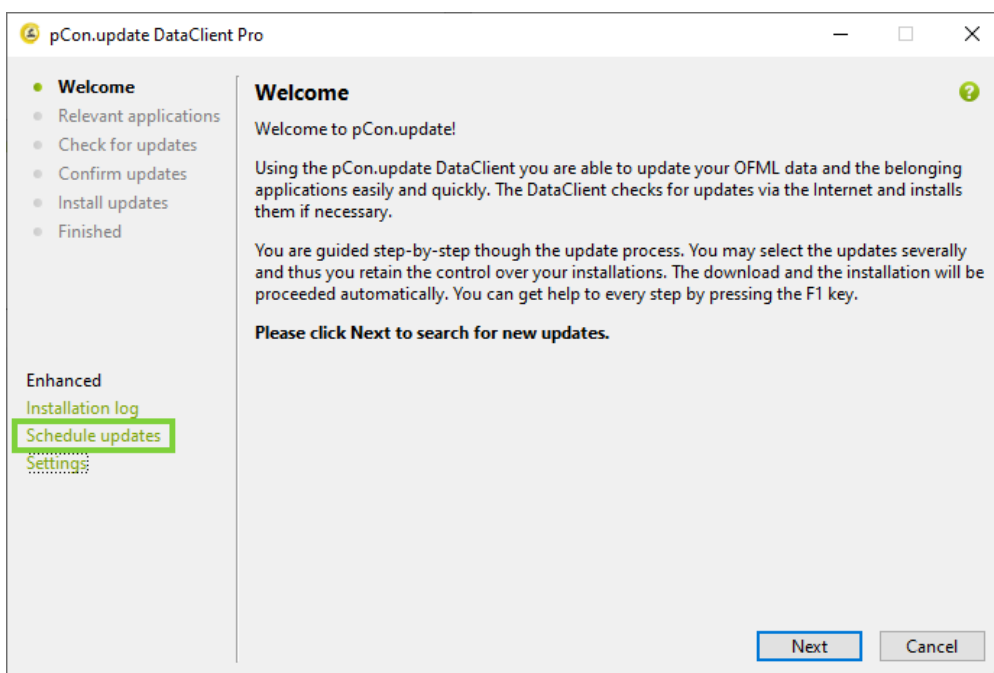 pCon.update DataClient Pro
Welcome
Relevant applications
Check for updates
Confirm updates
Install updates
Finished
Enhanced
Installation log
Schedule updates
Settings
Welcome
?
Welcome to pCon.update!
Using the pCon.update DataClient you are able to update your OFML data and the belonging
applications easily and quickly. The DataClient checks for updates via the Internet and installs
them if necessary.
You are guided step-by-step though the update process. You may select the updates severally
and thus you retain the control over your installations. The download and the installation will be
proceeded automatically. You can get help to every step by pressing the F1 key.
Please click Next to search for new updates.
Next
Cancel